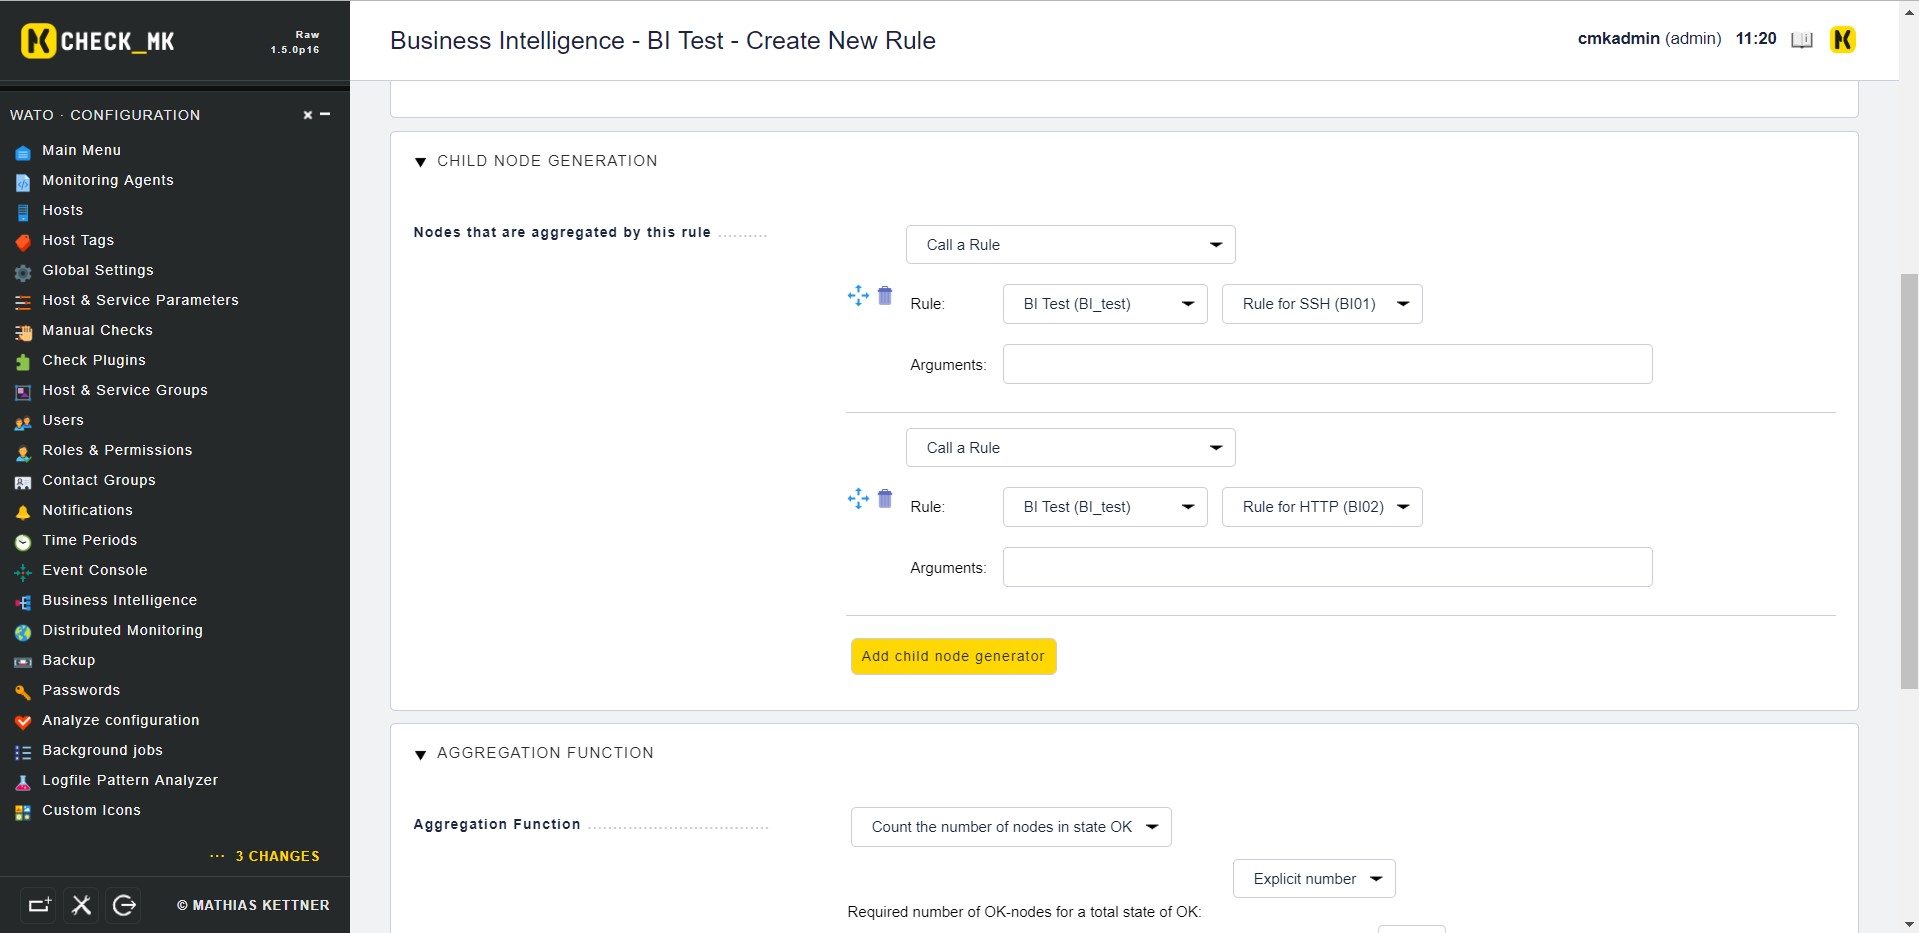 CHECK_MK
Raw
1.5.0p16
Business Intelligence - BI Test - Create New Rule
cmkadmin (admin) 11:20
WATO · CONFIGURATION
Main Menu
Monitoring Agents
Hosts
Host Tags
Global Settings
Host & Service Parameters
Manual Checks
Check Plugins
Host & Service Groups
Users
Roles & Permissions
Contact Groups
Notifications
Time Periods
Event Console
Business Intelligence
Distributed Monitoring
Backup
Passwords
Analyze configuration
Background jobs
Logfile Pattern Analyzer
Custom Icons
··· 3 CHANGES
© MATHIAS KETTNER
CHILD NODE GENERATION
Nodes that are aggregated by this rule
Call a Rule
Rule: BI Test (BI_test) Rule for SSH (BI01)
Arguments:
Call a Rule
Rule: BI Test (BI_test) Rule for HTTP (BI02)
Arguments:
Add child node generator
AGGREGATION FUNCTION
Aggregation Function
Count the number of nodes in state OK
Explicit number
Required number of OK-nodes for a total state of OK: